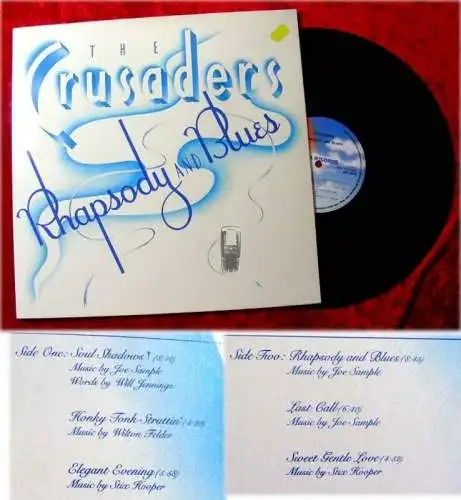 THE
Crusaders
Rhapsody AND Blues
Side One: Soul Shadows
Music by Joe Sample
Words by Will Jennings
Honky Tonk Struttin'
Music by Wilton Felder
Elegant Evening
Music by Stix Hooper
Side Two: Rhapsody and Blues
Music by Joe Sample
Last Call
Music by Joe Sample
Sweet Gentle Love
Music by Stix Hooper